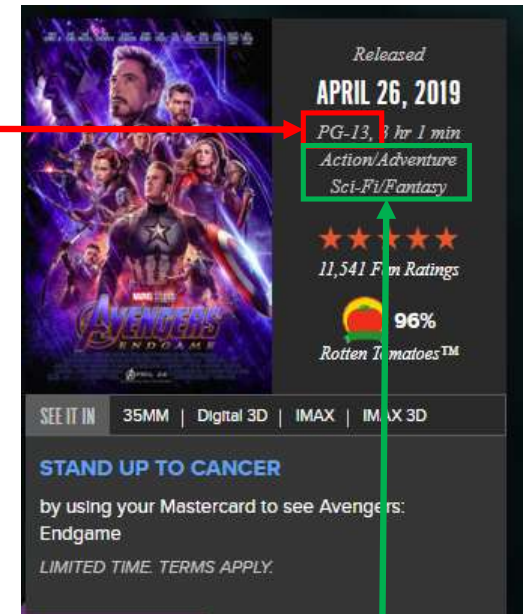 Released
APRIL 26, 2019
PG-13, 3 hr 1 min
Action/Adventure
Sci-Fi/Fantasy
11,541 Fan Ratings
96%
Rotten Tomatoes™
MARVEL STUDIOS
AVENGERS
ENDGAME
SEE IT IN 35MM | Digital 3D | IMAX | IMAX 3D
STAND UP TO CANCER
by using your Mastercard to see Avengers:
Endgame
LIMITED TIME. TERMS APPLY.